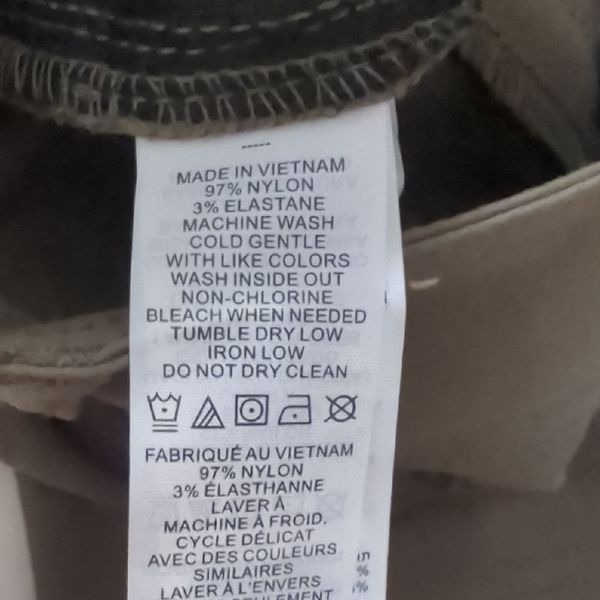 -----
MADE IN VIETNAM
97% NYLON
3% ELASTANE
MACHINE WASH
COLD GENTLE
WITH LIKE COLORS
WASH INSIDE OUT
NON-CHLORINE
BLEACH WHEN NEEDED
TUMBLE DRY LOW
IRON LOW
DO NOT DRY CLEAN
FABRIQUÉ AU VIETNAM
97% NYLON
3% ÉLASTHANNE
LAVER À
MACHINE À FROID.
CYCLE DÉLICAT
AVEC DES COULEURS
SIMILAIRES
LAVER À L'ENVERS